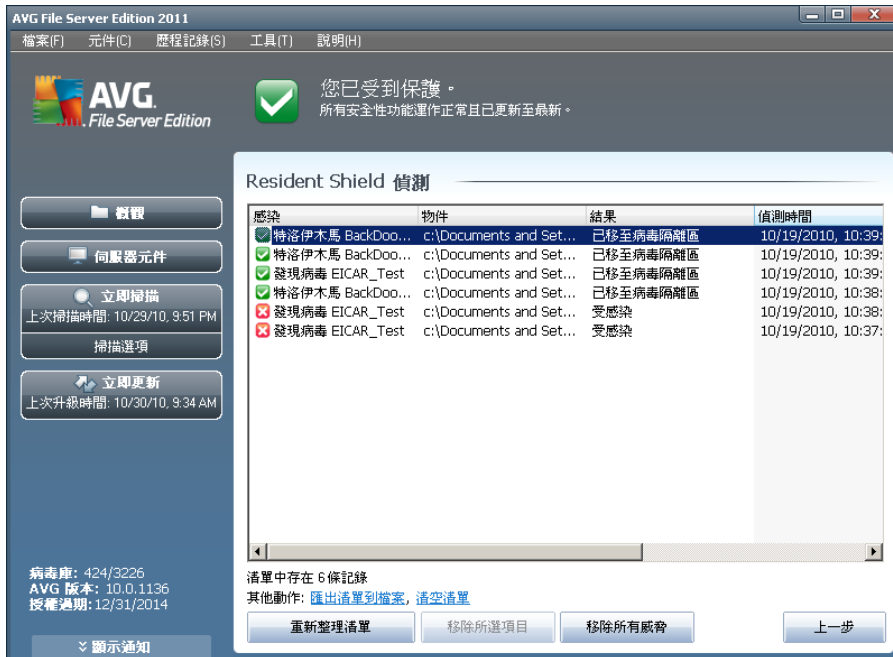 AVG File Server Edition 2011
檔案(F) 元件(C) 歷程記錄(S) 工具(T) 說明(H)
AVG.
File Server Edition
您已受到保護。
所有安全性功能運作正常且已更新至最新。
概觀
伺服器元件
立即掃描
上次掃描時間: 10/29/10, 9:51 PM
掃描選項
立即更新
上次升級時間: 10/30/10, 9:34 AM
病毒庫: 424/3226
AVG 版本: 10.0.1136
授權過期: 12/31/2014
顯示通知
Resident Shield 偵測
感染 物件 結果 偵測時間
特洛伊木馬 BackDoo... c:\Documents and Set... 已移至病毒隔離區 10/19/2010, 10:39:
特洛伊木馬 BackDoo... c:\Documents and Set... 已移至病毒隔離區 10/19/2010, 10:39:
發現病毒 EICAR_Test c:\Documents and Set... 已移至病毒隔離區 10/19/2010, 10:39:
特洛伊木馬 BackDoo... c:\Documents and Set... 已移至病毒隔離區 10/19/2010, 10:38:
發現病毒 EICAR_Test c:\Documents and Set... 受感染 10/19/2010, 10:38:
發現病毒 EICAR_Test c:\Documents and Set... 受感染 10/19/2010, 10:37:
清單中存在 6 條記錄
其他動作: 匯出清單到檔案, 清空清單
重新整理清單 移除所選項目 移除所有威脅 上一步